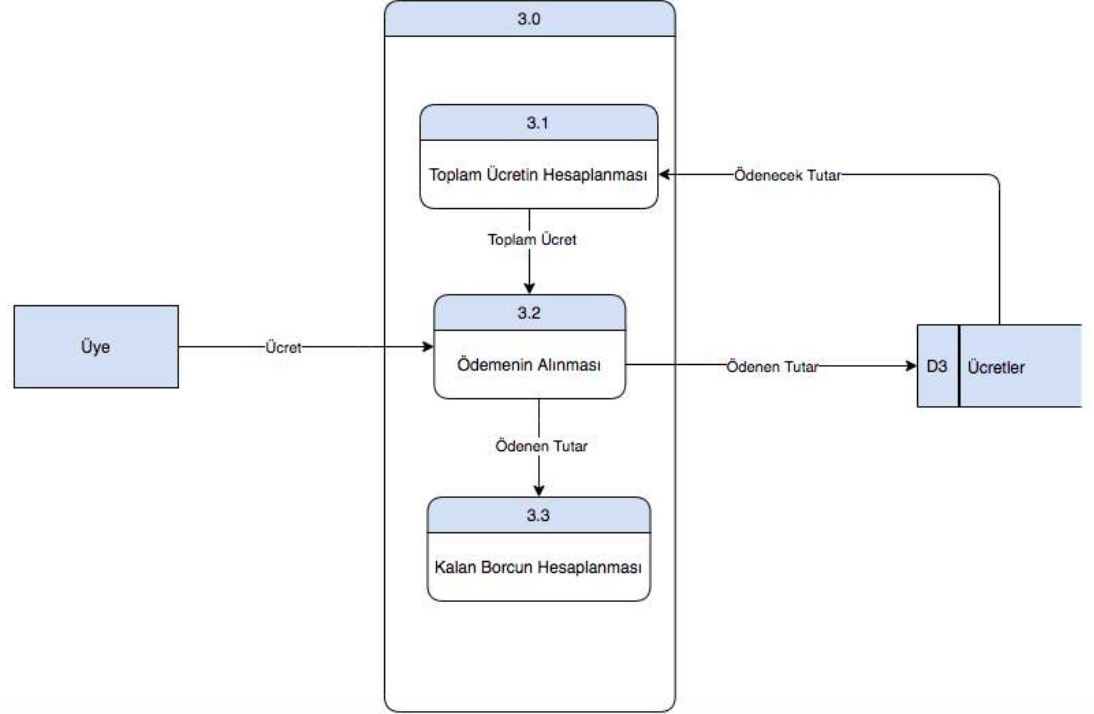 3.0
3.1
Toplam Ücretin Hesaplanması
Ödenecek Tutar
Toplam Ücret
3.2
Üye
Ücret
Ödemenin Alınması
Ödenen Tutar
D3
Ücretler
Ödenen Tutar
3.3
Kalan Borcun Hesaplanması